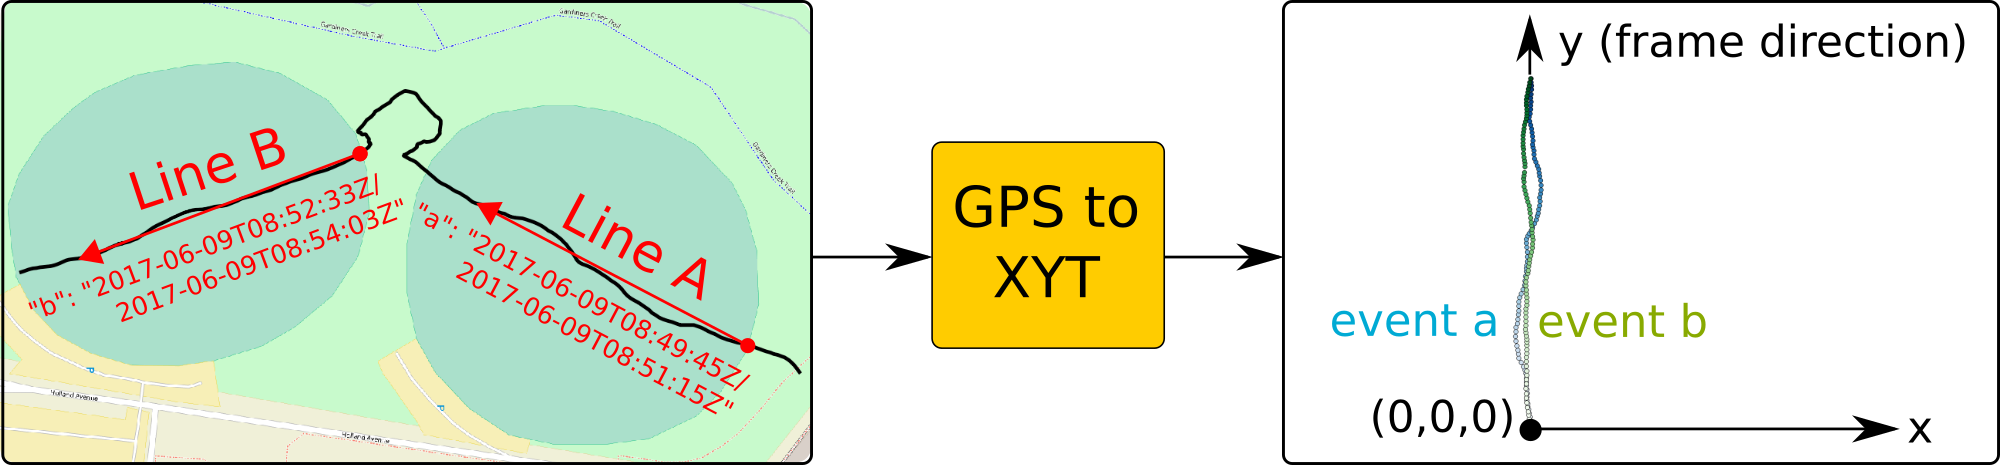 Gardiners Creek Trail
Gardiners Creek Trail
Gardiners Creek Trail
Line B
"b": "2017-06-09T08:52:33Z/
2017-06-09T08:54:03Z"
Line A
"a": "2017-06-09T08:49:45Z/
2017-06-09T08:51:15Z"
P
P
Holland Avenue
Holland Avenue
GPS to
XYT
y (frame direction)
event a
event b
(0,0,0)
x